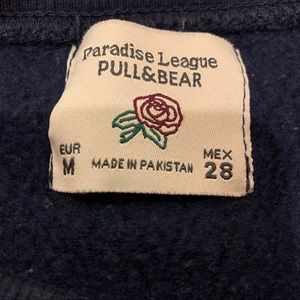 Paradise League
PULL&BEAR
EUR
M
MADE IN PAKISTAN
MEX
28